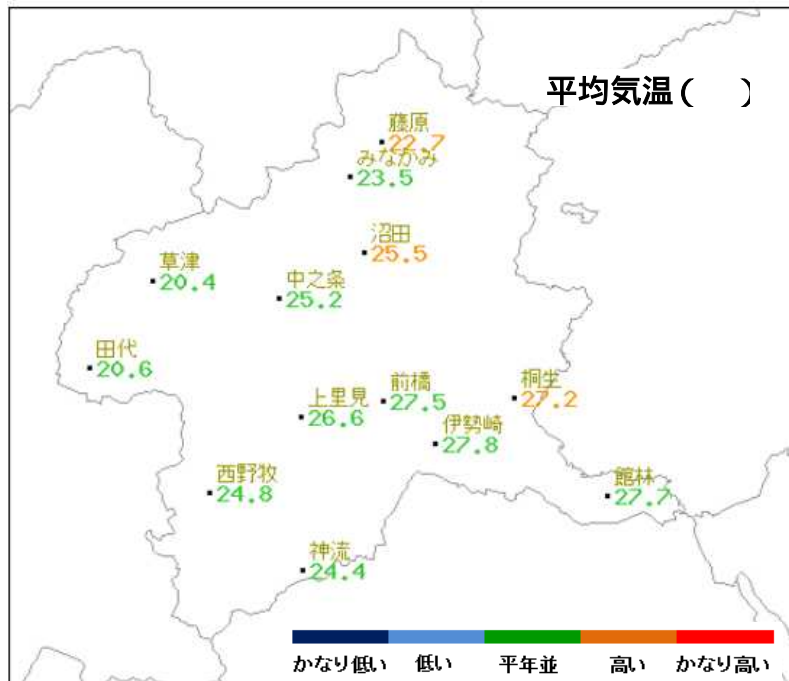 平均気温(　)
藤原
22.7
みなかみ
23.5
沼田
25.5
草津
20.4
中之条
25.2
田代
20.6
前橋
27.5
桐生
27.2
上里見
26.6
伊勢崎
27.8
西野牧
24.8
館林
27.7
神流
24.4
かなり低い 低い 平年並 高い かなり高い